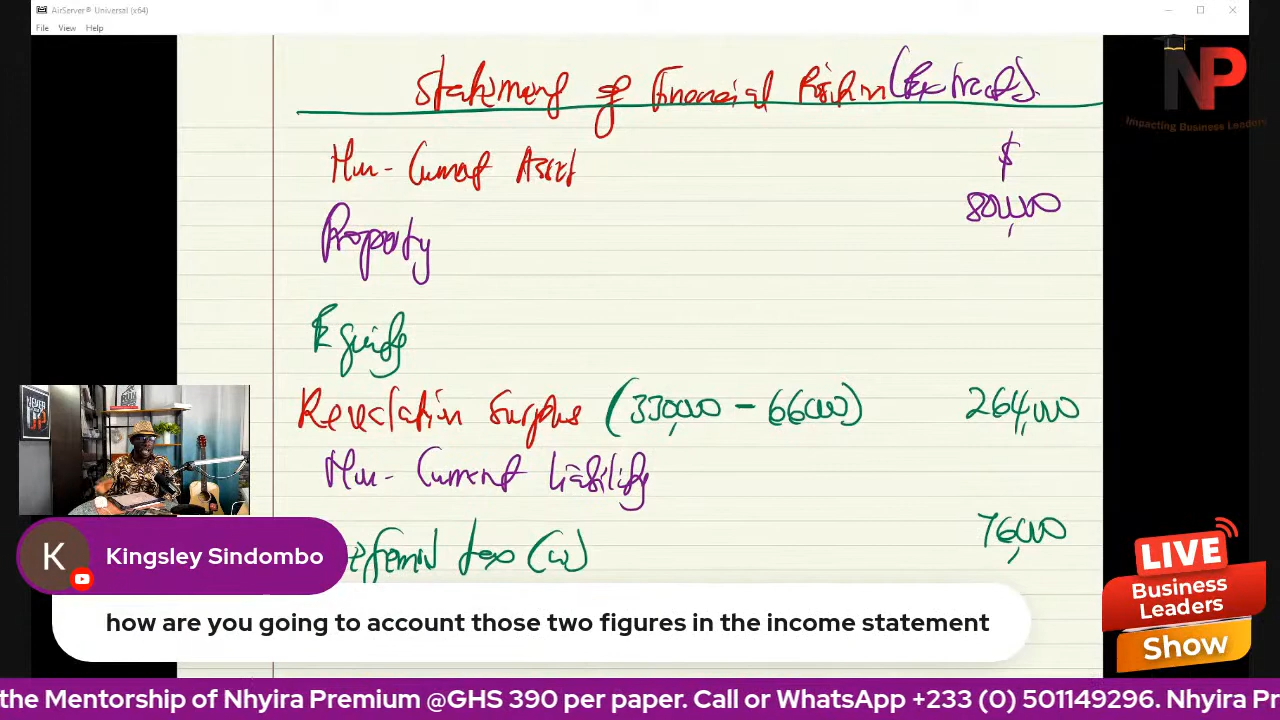 AirServer® Universal (x64)
File View Help
Statement of Financial Position (Extracts)
NP
Impacting Business Leaders
Non-Current Asset
$
Property
800,000
Equity
Revaluation Surplus (330,000 - 66000) 264,000
Non-Current Liability
Deferred tax (w) 76,000
K
Kingsley Sindombo
how are you going to account those two figures in the income statement
LIVE
Business
Leaders
Show
the Mentorship of Nhyira Premium @GHS 390 per paper. Call or WhatsApp +233 (0) 501149296. Nhyira Pr